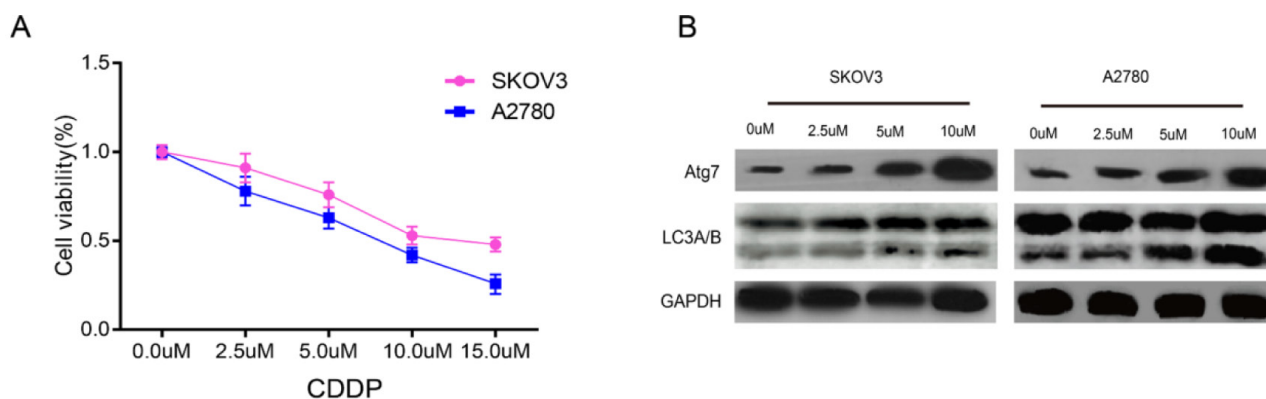 A
1.5
1.0
0.5
0.0
Cell viability(%)
SKOV3
A2780
0.0uM 2.5uM 5.0uM 10.0uM 15.0uM
CDDP
B
SKOV3 A2780
0uM 2.5uM 5uM 10uM 0uM 2.5uM 5uM 10uM
Atg7
LC3A/B
GAPDH